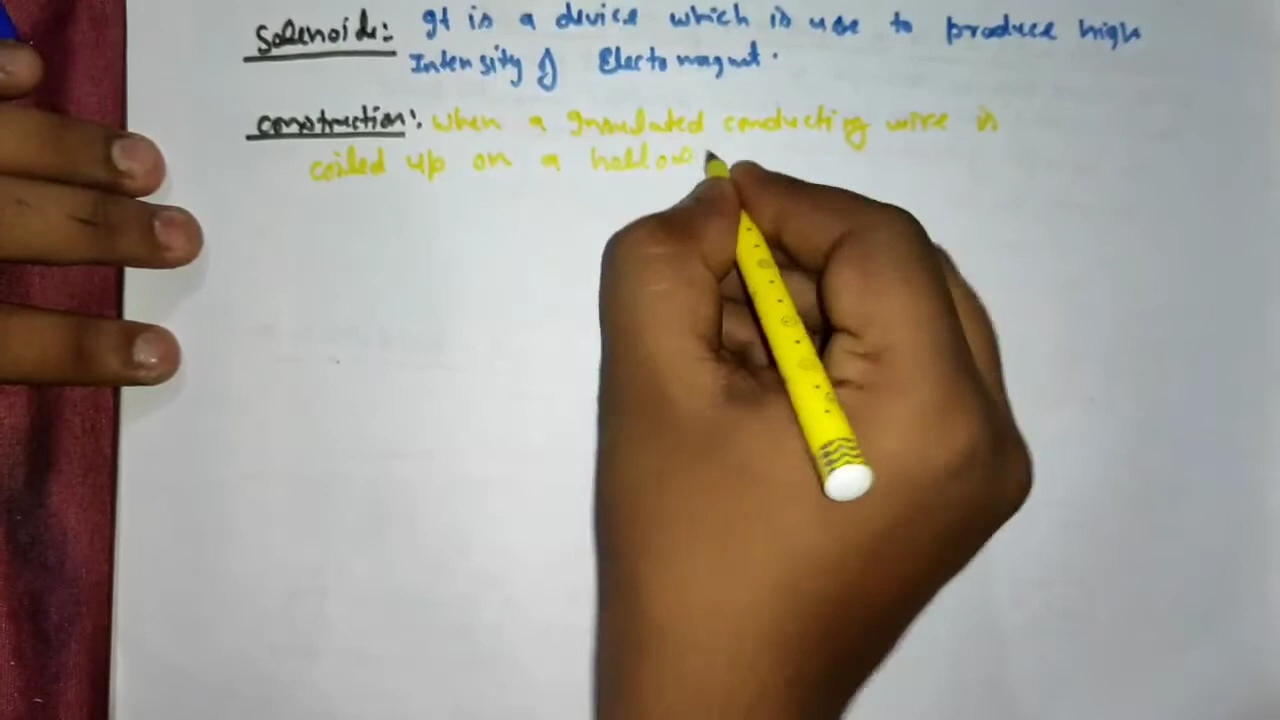 Solenoid: It is a device which is use to produce high
Intensity of Electomagnet.
construction: when a Insulated conducting wire is
coiled up on a hollow